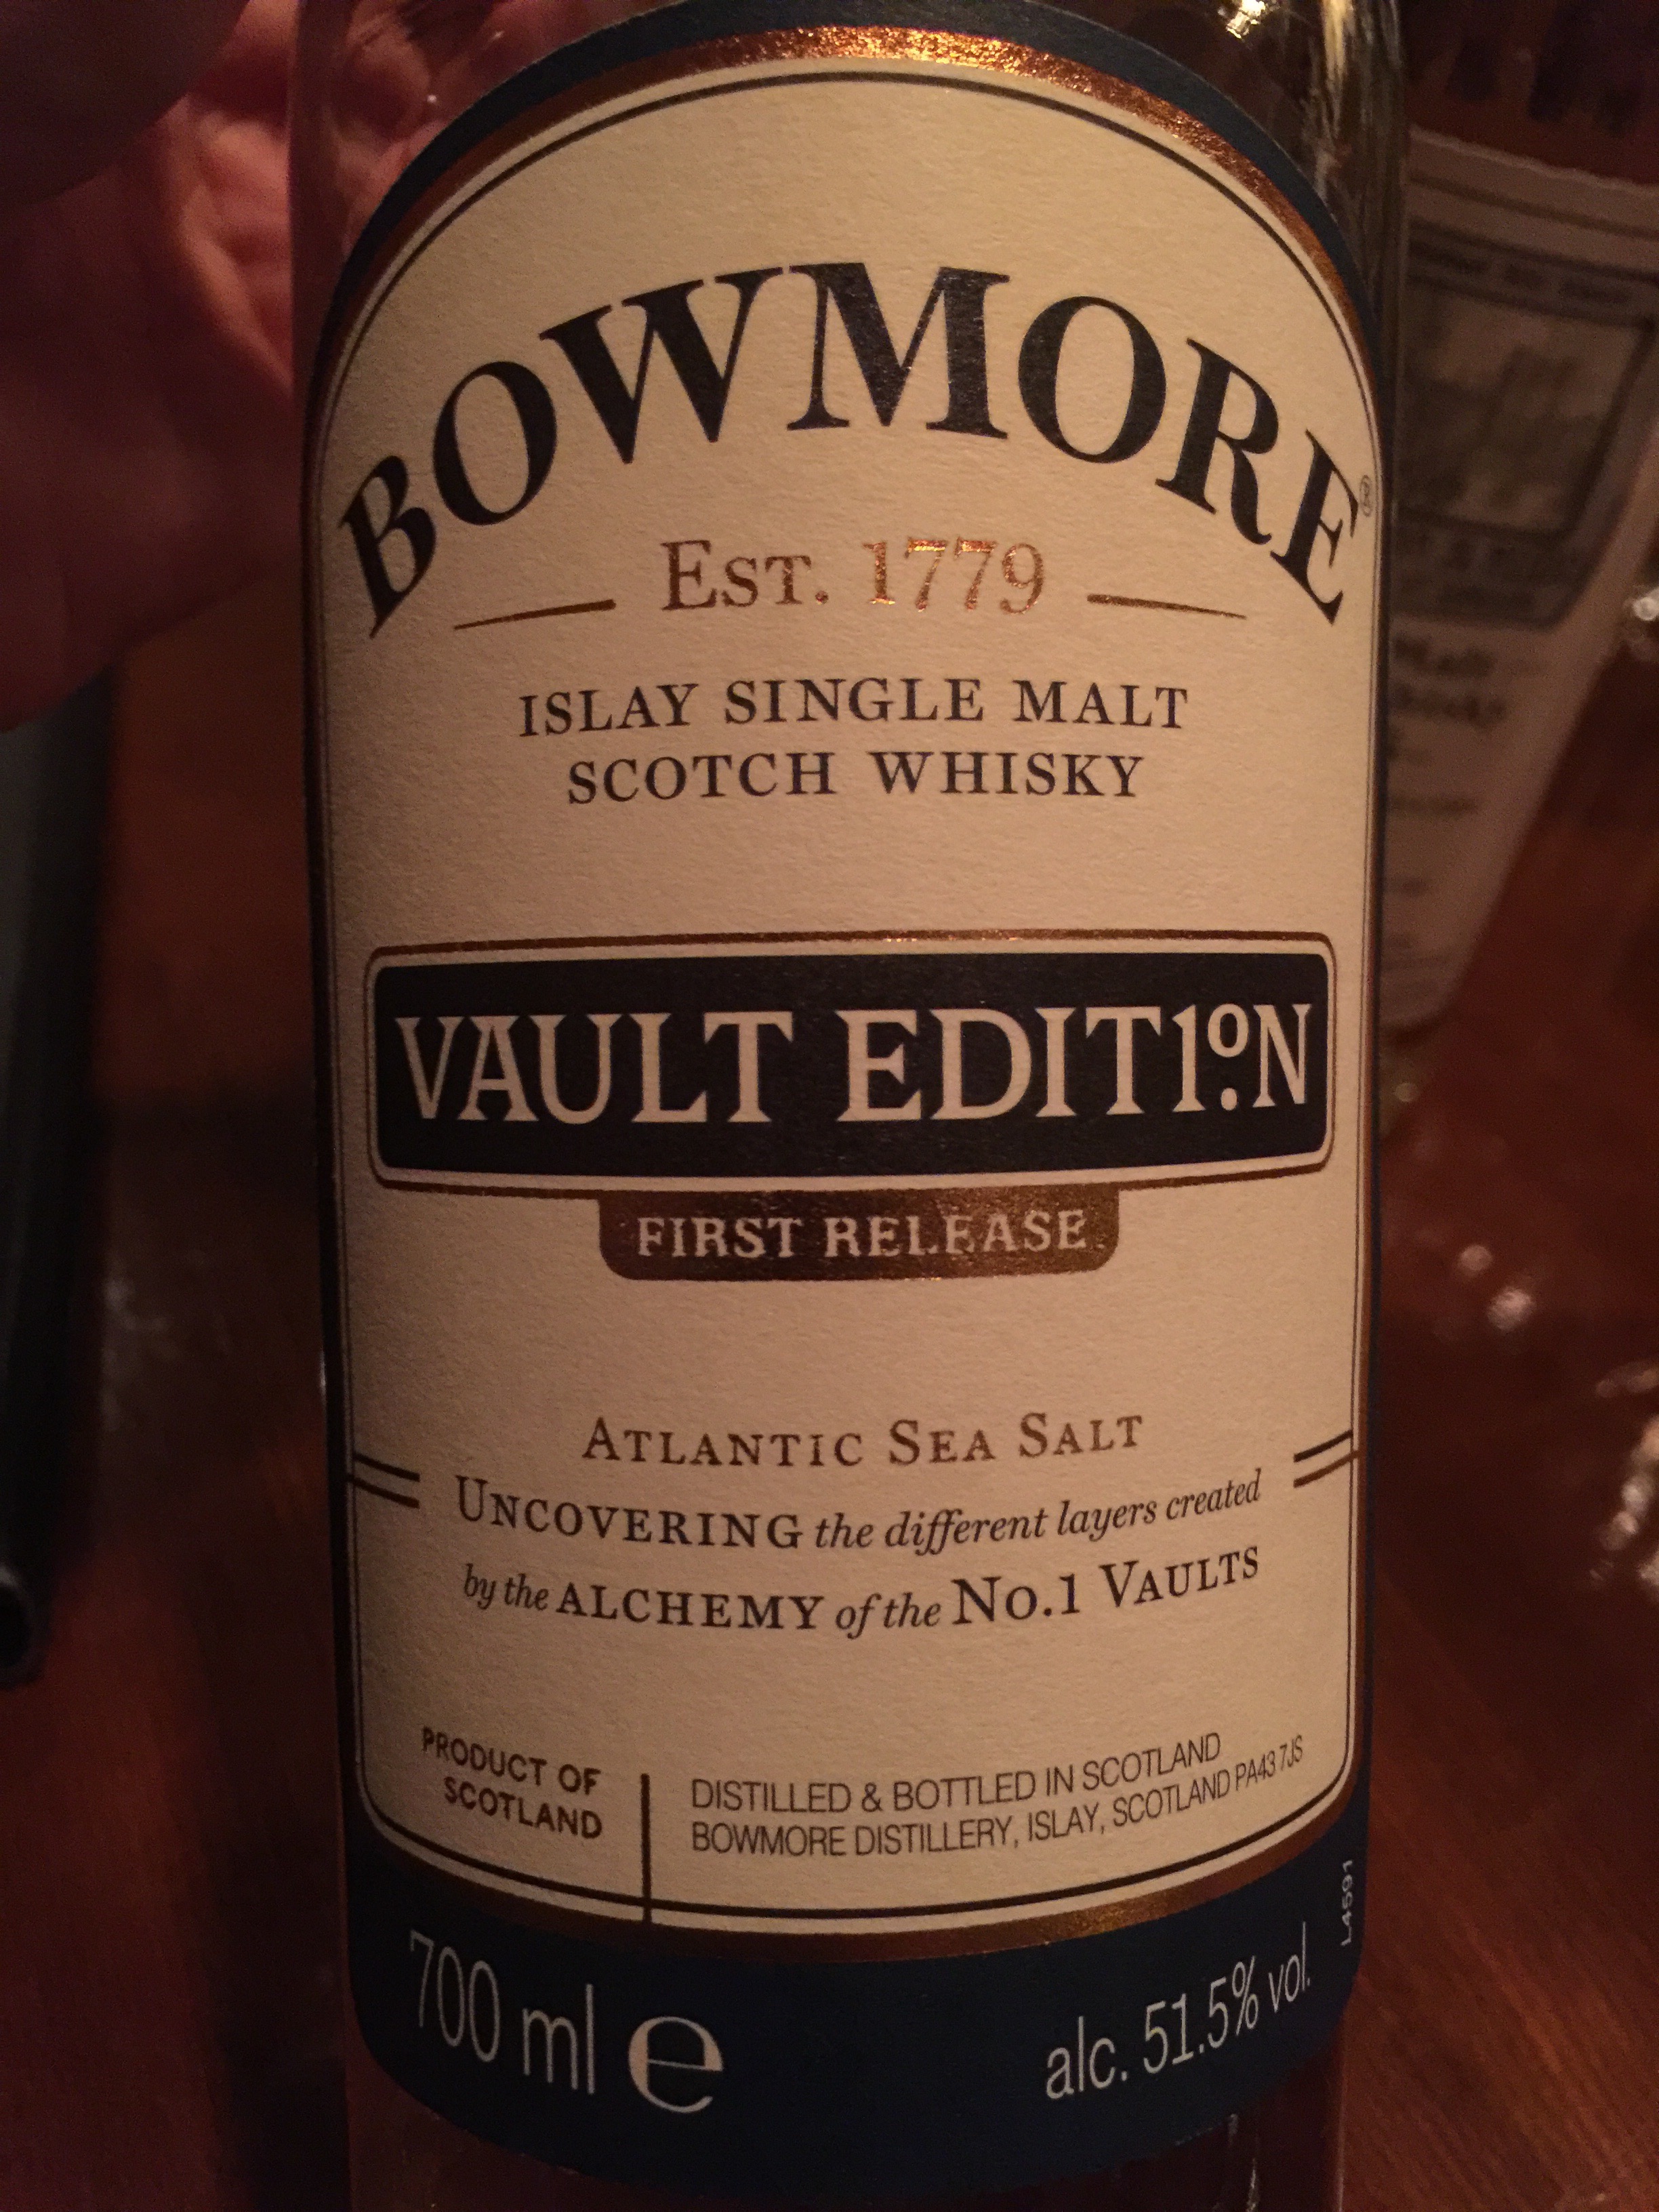 BOWMORE®
EST. 1779
ISLAY SINGLE MALT
SCOTCH WHISKY
VAULT EDIT1ºN
FIRST RELEASE
ATLANTIC SEA SALT
UNCOVERING the different layers created
by the ALCHEMY of the No.1 VAULTS
PRODUCT OF
SCOTLAND
DISTILLED & BOTTLED IN SCOTLAND
BOWMORE DISTILLERY, ISLAY, SCOTLAND PA43 7JS
L4591
700 ml e
alc. 51.5% vol.
Malt